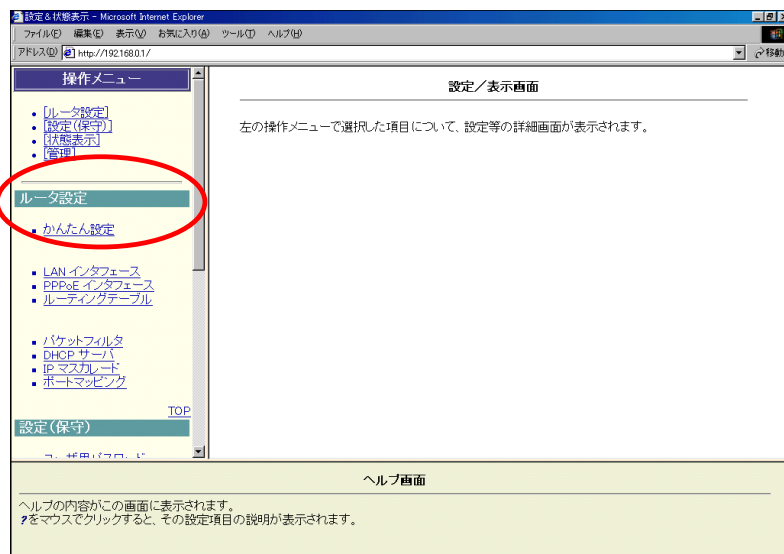 設定&状態表示 - Microsoft Internet Explorer
ファイル(F) 編集(E) 表示(V) お気に入り(A) ツール(T) ヘルプ(H)
アドレス(D) http://192.168.0.1/ 移動
操作メニュー
[ルータ設定]
[設定(保守)]
[状態表示]
[管理]
ルータ設定
かんたん設定
LAN インタフェース
PPPoE インタフェース
ルーティングテーブル
パケットフィルタ
DHCP サーバ
IP マスカレード
ポートマッピング
TOP
設定(保守)
設定/表示画面
左の操作メニューで選択した項目について、設定等の詳細画面が表示されます。
ヘルプ画面
ヘルプの内容がこの画面に表示されます。
?をマウスでクリックすると、その設定項目の説明が表示されます。